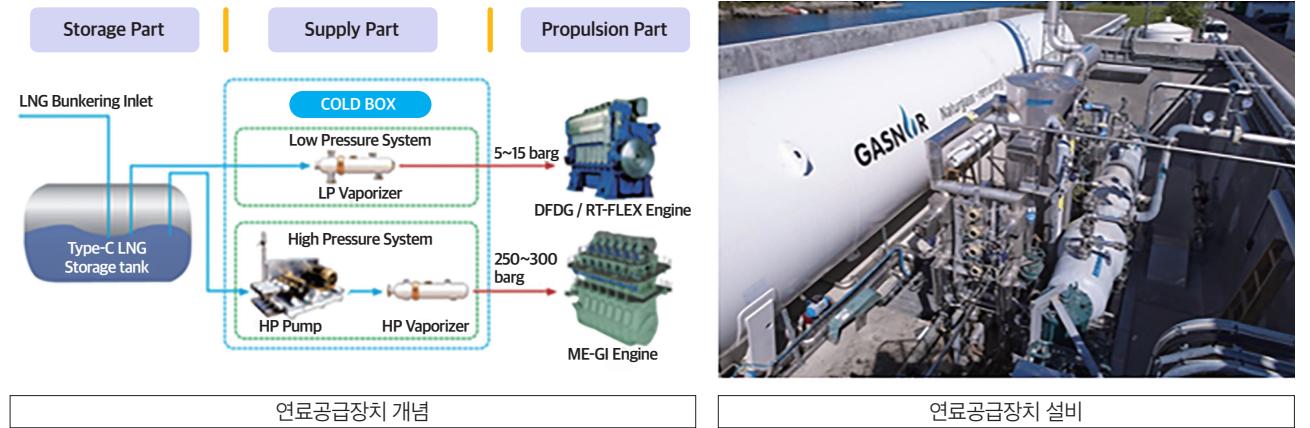 Storage Part
Supply Part
Propulsion Part
LNG Bunkering Inlet
COLD BOX
Low Pressure System
LP Vaporizer
5~15 barg
DFDG / RT-FLEX Engine
Type-C LNG
Storage tank
High Pressure System
HP Pump
HP Vaporizer
250~300
barg
ME-GI Engine
GASNOR
연료공급장치 개념
연료공급장치 설비